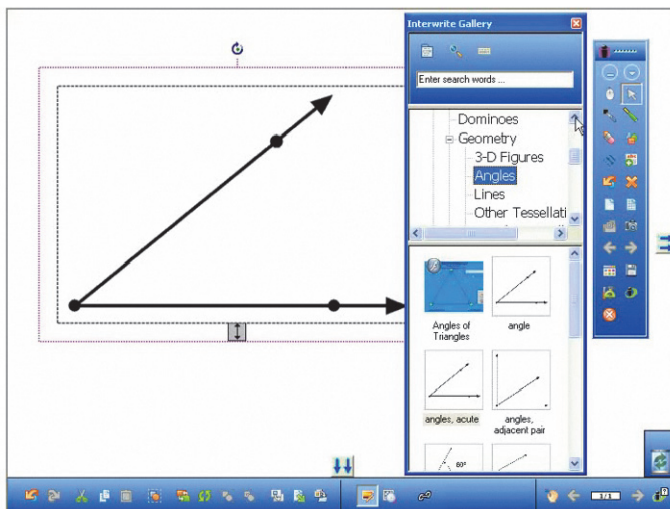 Interwrite Gallery
Enter search words ...
Dominoes
Geometry
3-D Figures
Angles
Lines
Other Tessellati
Angles of
Triangles
angle
angles, acute
angles,
adjacent pair
60°
1/1